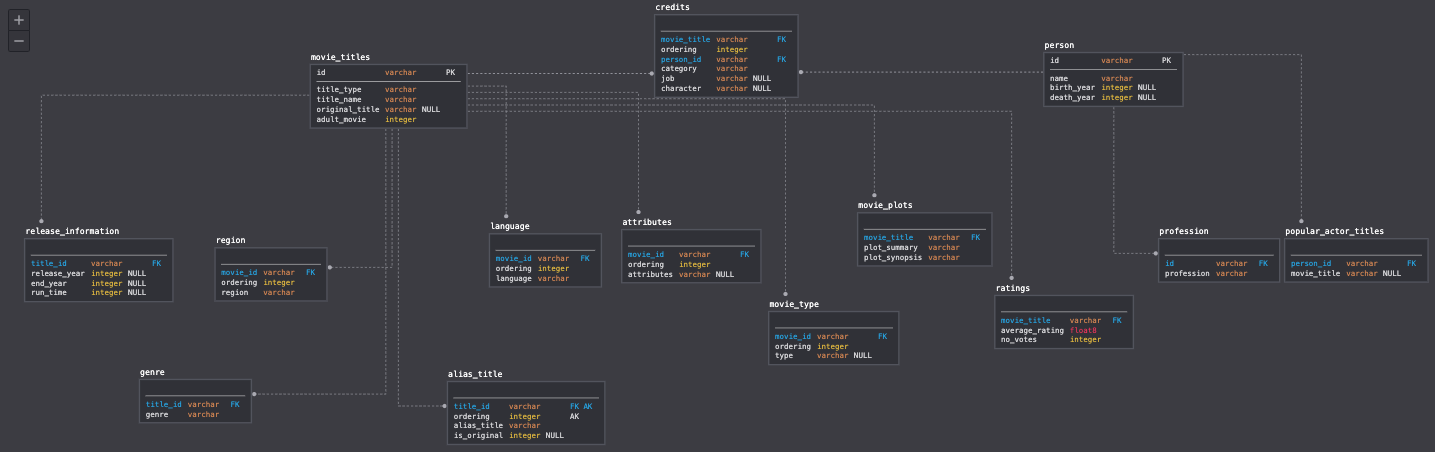 +
−
credits
movie_title varchar FK
ordering integer
person_id varchar FK
category varchar
job varchar NULL
character varchar NULL
movie_titles
id varchar PK
title_type varchar
title_name varchar
original_title varchar NULL
adult_movie integer
person
id varchar PK
name varchar
birth_year integer NULL
death_year integer NULL
release_information
title_id varchar FK
release_year integer NULL
end_year integer NULL
run_time integer NULL
region
movie_id varchar FK
ordering integer
region varchar
language
movie_id varchar FK
ordering integer
language varchar
attributes
movie_id varchar FK
ordering integer
attributes varchar NULL
movie_plots
movie_title varchar FK
plot_summary varchar
plot_synopsis varchar
profession
id varchar FK
profession varchar
popular_actor_titles
person_id varchar FK
movie_title varchar NULL
movie_type
movie_id varchar FK
ordering integer
type varchar NULL
ratings
movie_title varchar FK
average_rating float8
no_votes integer
genre
title_id varchar FK
genre varchar
alias_title
title_id varchar FK AK
ordering integer AK
alias_title varchar
is_original integer NULL